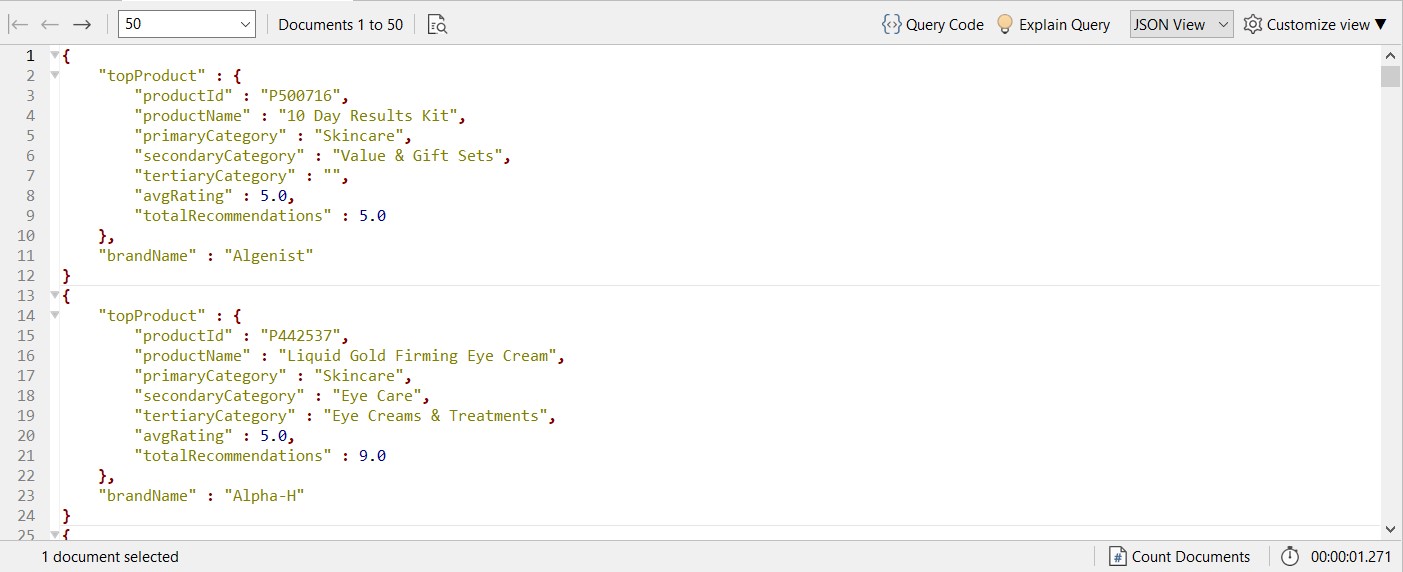 50 Documents 1 to 50 Query Code Explain Query JSON View Customize view
1 {
2 "topProduct" : {
3 "productId" : "P500716",
4 "productName" : "10 Day Results Kit",
5 "primaryCategory" : "Skincare",
6 "secondaryCategory" : "Value & Gift Sets",
7 "tertiaryCategory" : "",
8 "avgRating" : 5.0,
9 "totalRecommendations" : 5.0
10 },
11 "brandName" : "Algenist"
12 }
13 {
14 "topProduct" : {
15 "productId" : "P442537",
16 "productName" : "Liquid Gold Firming Eye Cream",
17 "primaryCategory" : "Skincare",
18 "secondaryCategory" : "Eye Care",
19 "tertiaryCategory" : "Eye Creams & Treatments",
20 "avgRating" : 5.0,
21 "totalRecommendations" : 9.0
22 },
23 "brandName" : "Alpha-H"
24 }
25 {
1 document selected # Count Documents 00:00:01.271